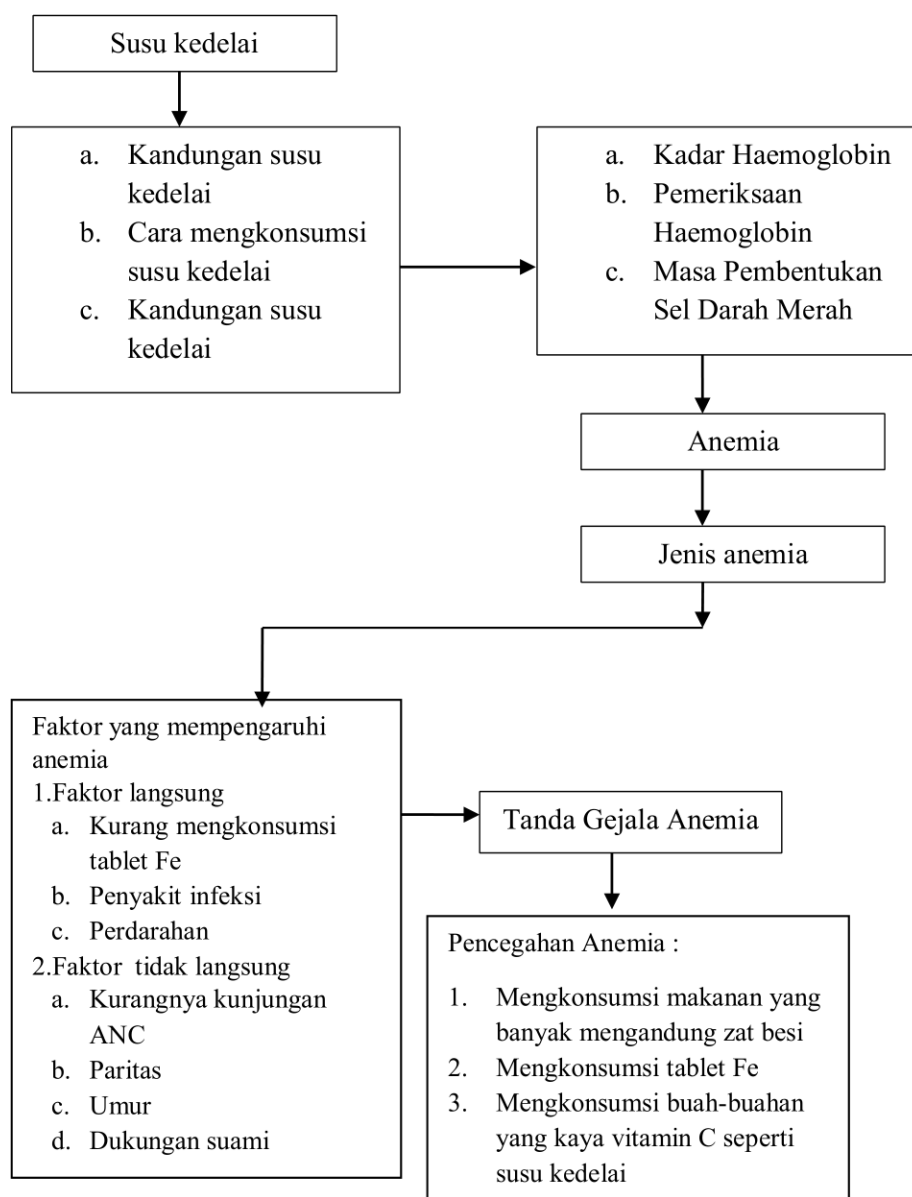 Susu kedelai
a. Kandungan susu
kedelai
b. Cara mengkonsumsi
susu kedelai
c. Kandungan susu
kedelai
a. Kadar Haemoglobin
b. Pemeriksaan
Haemoglobin
c. Masa Pembentukan
Sel Darah Merah
Anemia
Jenis anemia
Faktor yang mempengaruhi
anemia
1.Faktor langsung
a. Kurang mengkonsumsi
tablet Fe
b. Penyakit infeksi
c. Perdarahan
2.Faktor tidak langsung
a. Kurangnya kunjungan
ANC
b. Paritas
c. Umur
d. Dukungan suami
Tanda Gejala Anemia
Pencegahan Anemia :
1. Mengkonsumsi makanan yang
banyak mengandung zat besi
2. Mengkonsumsi tablet Fe
3. Mengkonsumsi buah-buahan
yang kaya vitamin C seperti
susu kedelai